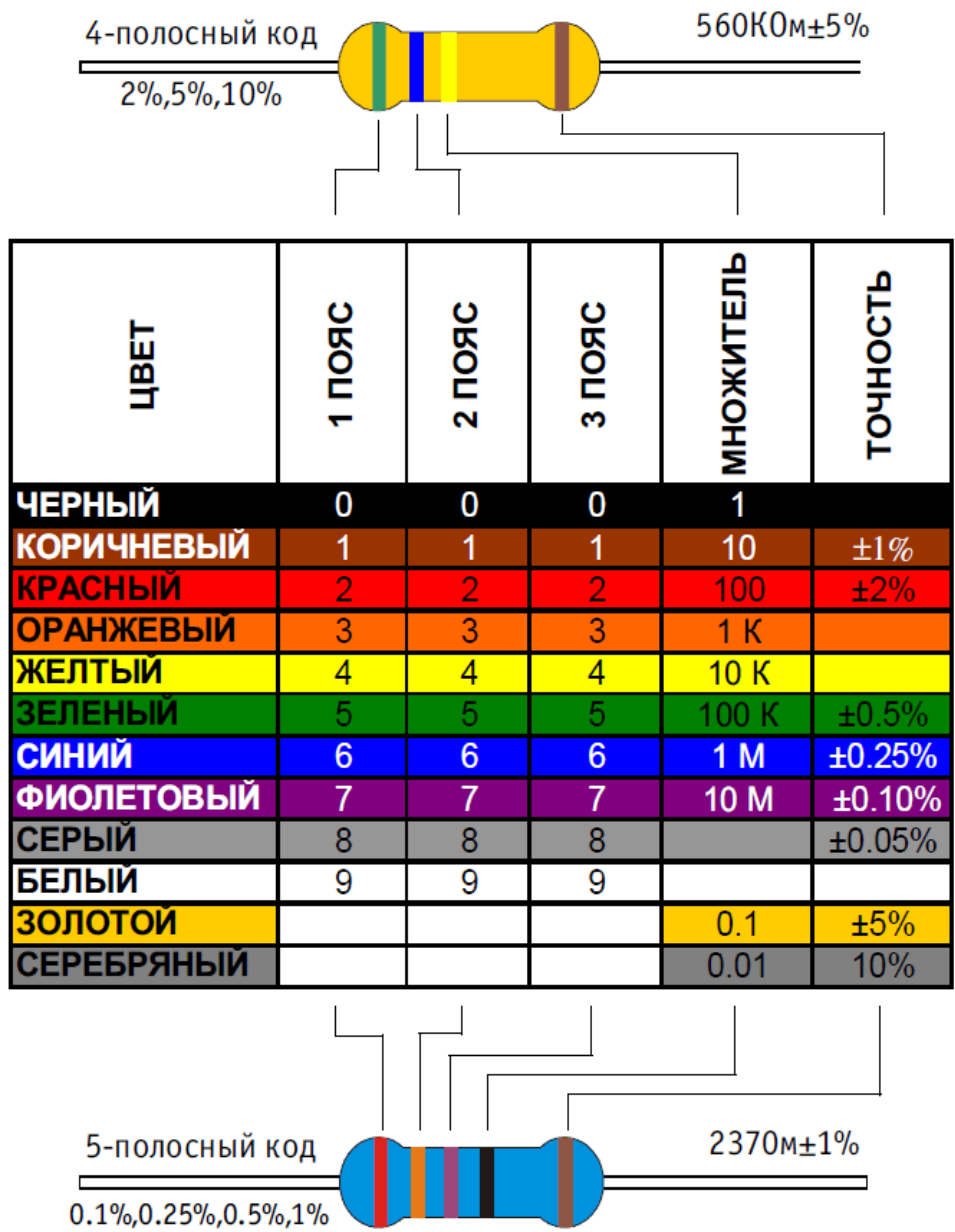 4-полосный код
560КОм±5%
2%,5%,10%
ЦВЕТ 1 ПОЯС 2 ПОЯС 3 ПОЯС МНОЖИТЕЛЬ ТОЧНОСТЬ
ЧЕРНЫЙ 0 0 0 1
КОРИЧНЕВЫЙ 1 1 1 10 ±1%
КРАСНЫЙ 2 2 2 100 ±2%
ОРАНЖЕВЫЙ 3 3 3 1 К
ЖЕЛТЫЙ 4 4 4 10 К
ЗЕЛЕНЫЙ 5 5 5 100 К ±0.5%
СИНИЙ 6 6 6 1 М ±0.25%
ФИОЛЕТОВЫЙ 7 7 7 10 М ±0.10%
СЕРЫЙ 8 8 8 ±0.05%
БЕЛЫЙ 9 9 9
ЗОЛОТОЙ 0.1 ±5%
СЕРЕБРЯНЫЙ 0.01 10%
5-полосный код
237Ом±1%
0.1%,0.25%,0.5%,1%